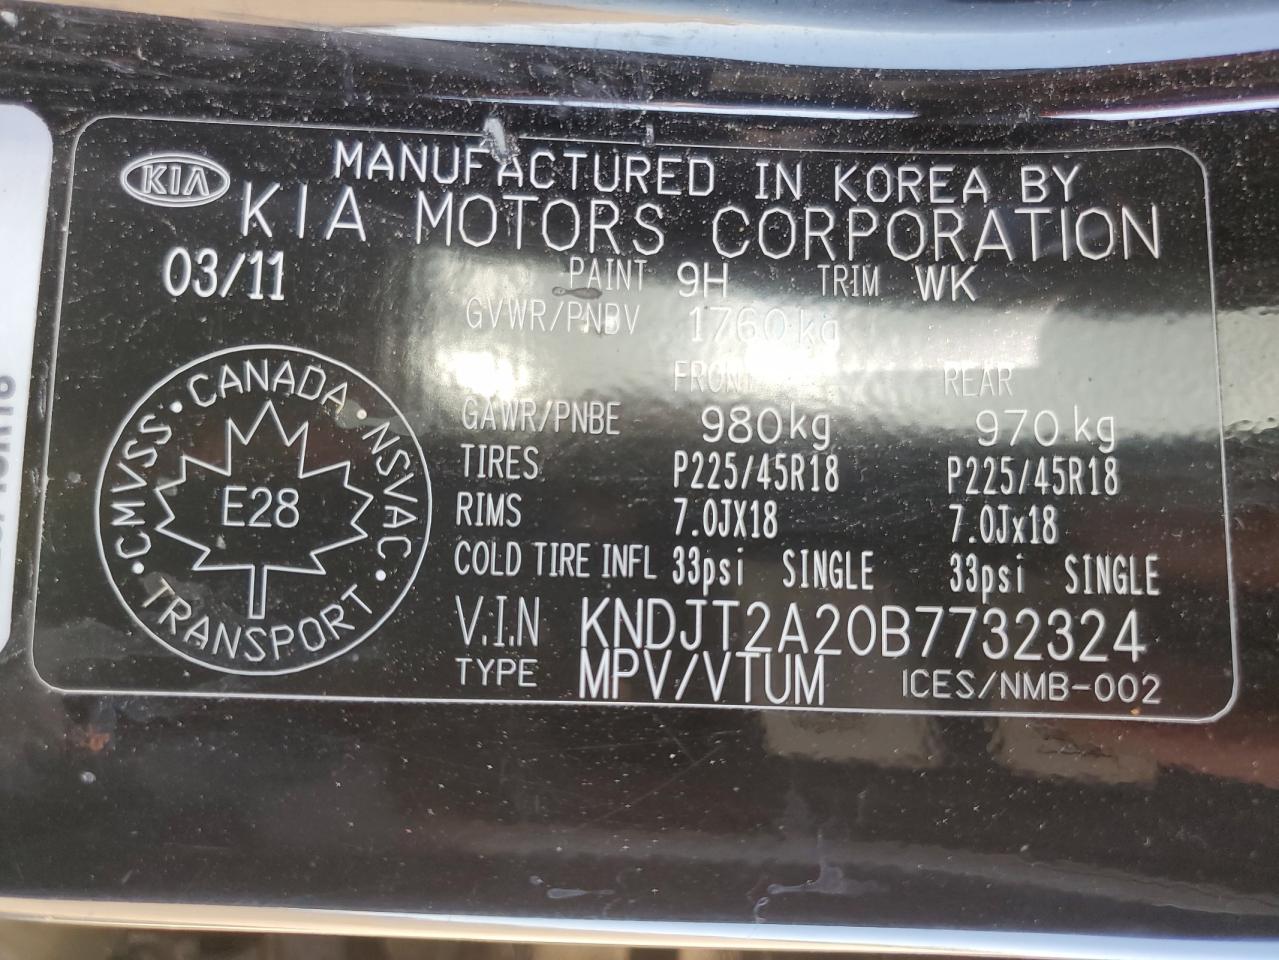 KIA
MANUFACTURED IN KOREA BY
KIA MOTORS CORPORATION
03/11
PAINT 9H TRIM WK
GVWR/PNBV 1760kg
FRONT REAR
GAWR/PNBE 980kg 970kg
TIRES P225/45R18 P225/45R18
RIMS 7.0JX18 7.0Jx18
COLD TIRE INFL 33psi SINGLE 33psi SINGLE
V.I.N KNDJT2A20B7732324
TYPE MPV/VTUM ICES/NMB-002
CMVSS • CANADA • NSVAC •
TRANSPORT •
E28